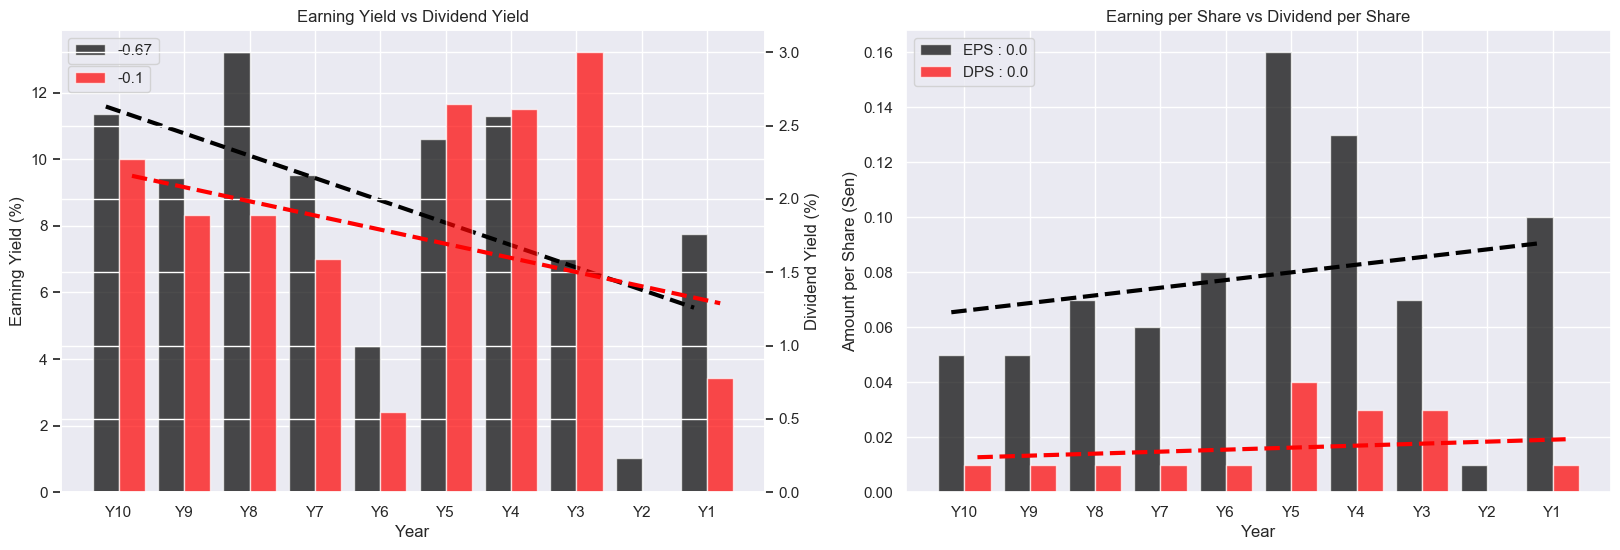 Earning Yield vs Dividend Yield
-0.67
-0.1
12
10
8
6
4
2
0
Earning Yield (%)
3.0
2.5
2.0
1.5
1.0
0.5
0.0
Dividend Yield (%)
Y10 Y9 Y8 Y7 Y6 Y5 Y4 Y3 Y2 Y1
Year
Earning per Share vs Dividend per Share
EPS : 0.0
DPS : 0.0
0.16
0.14
0.12
0.10
0.08
0.06
0.04
0.02
0.00
Amount per Share (Sen)
Y10 Y9 Y8 Y7 Y6 Y5 Y4 Y3 Y2 Y1
Year